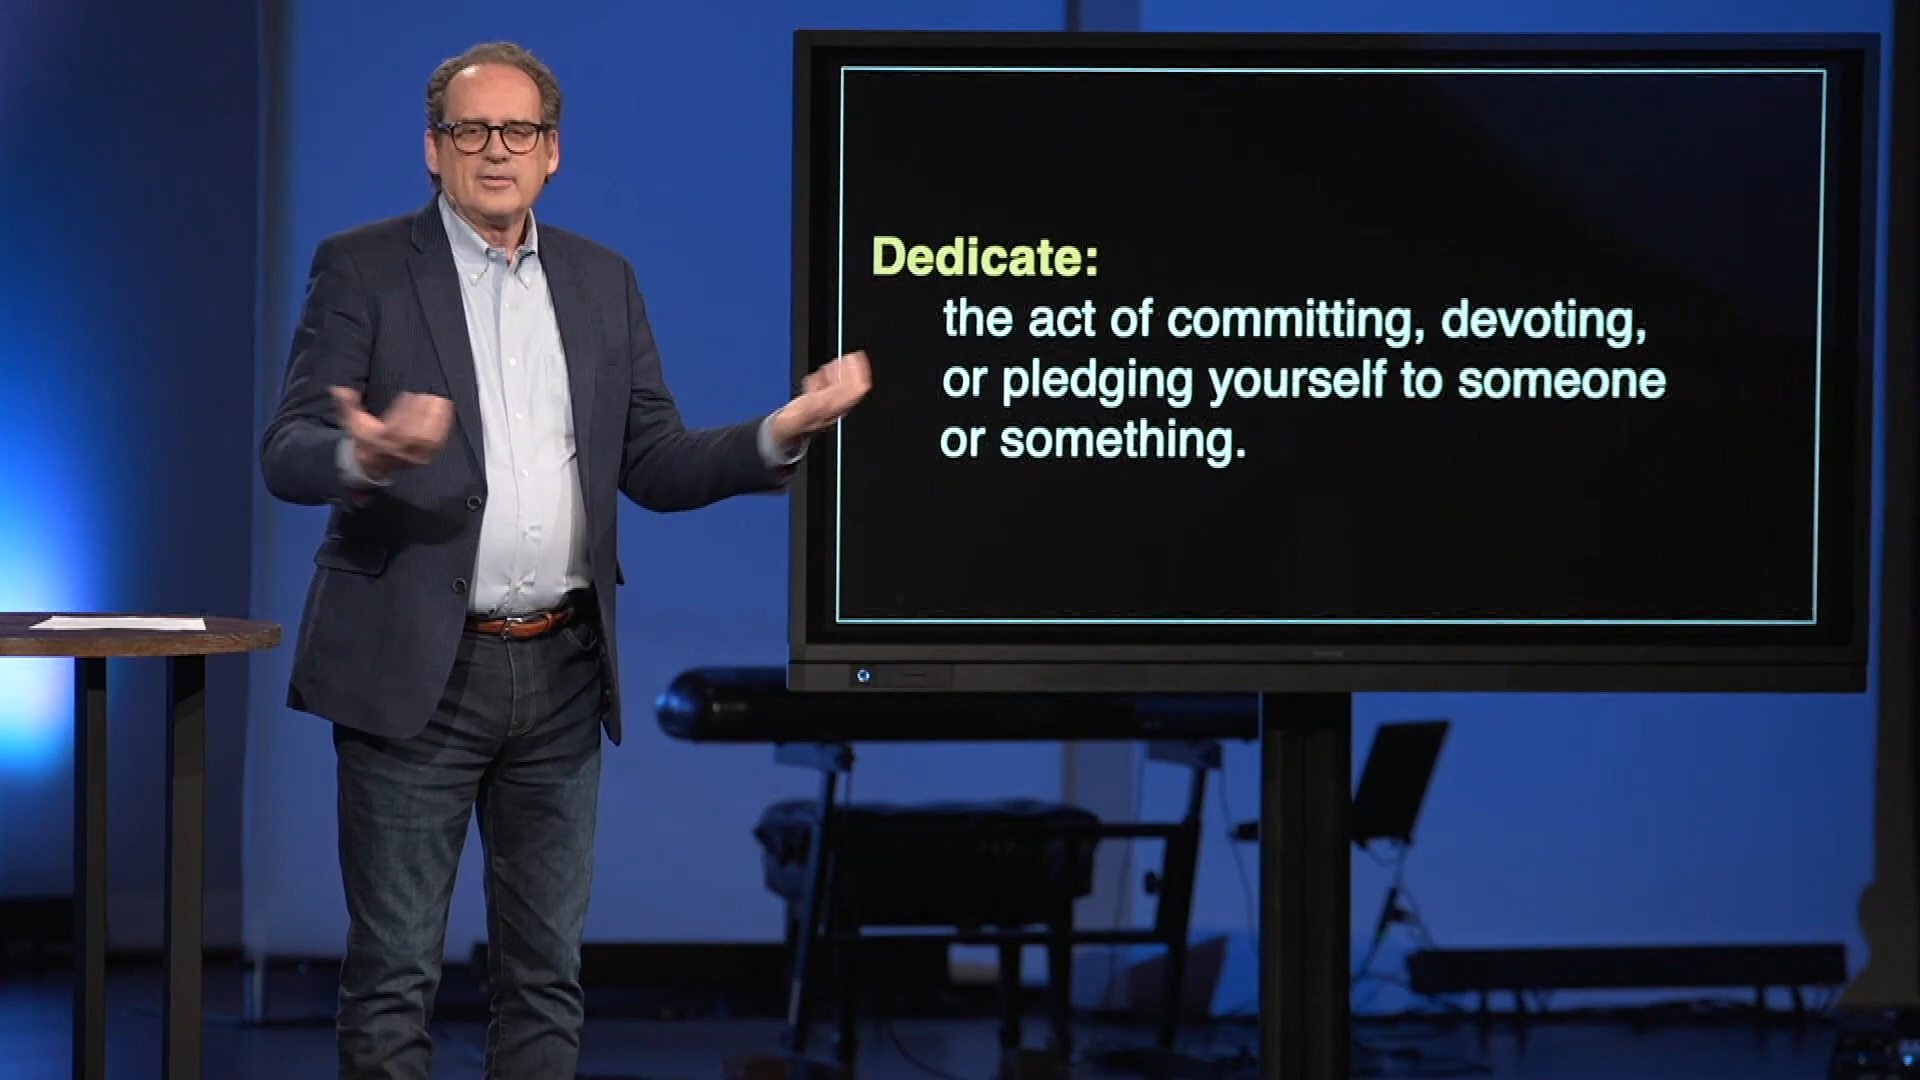 Dedicate:
the act of committing, devoting,
or pledging yourself to someone
or something.